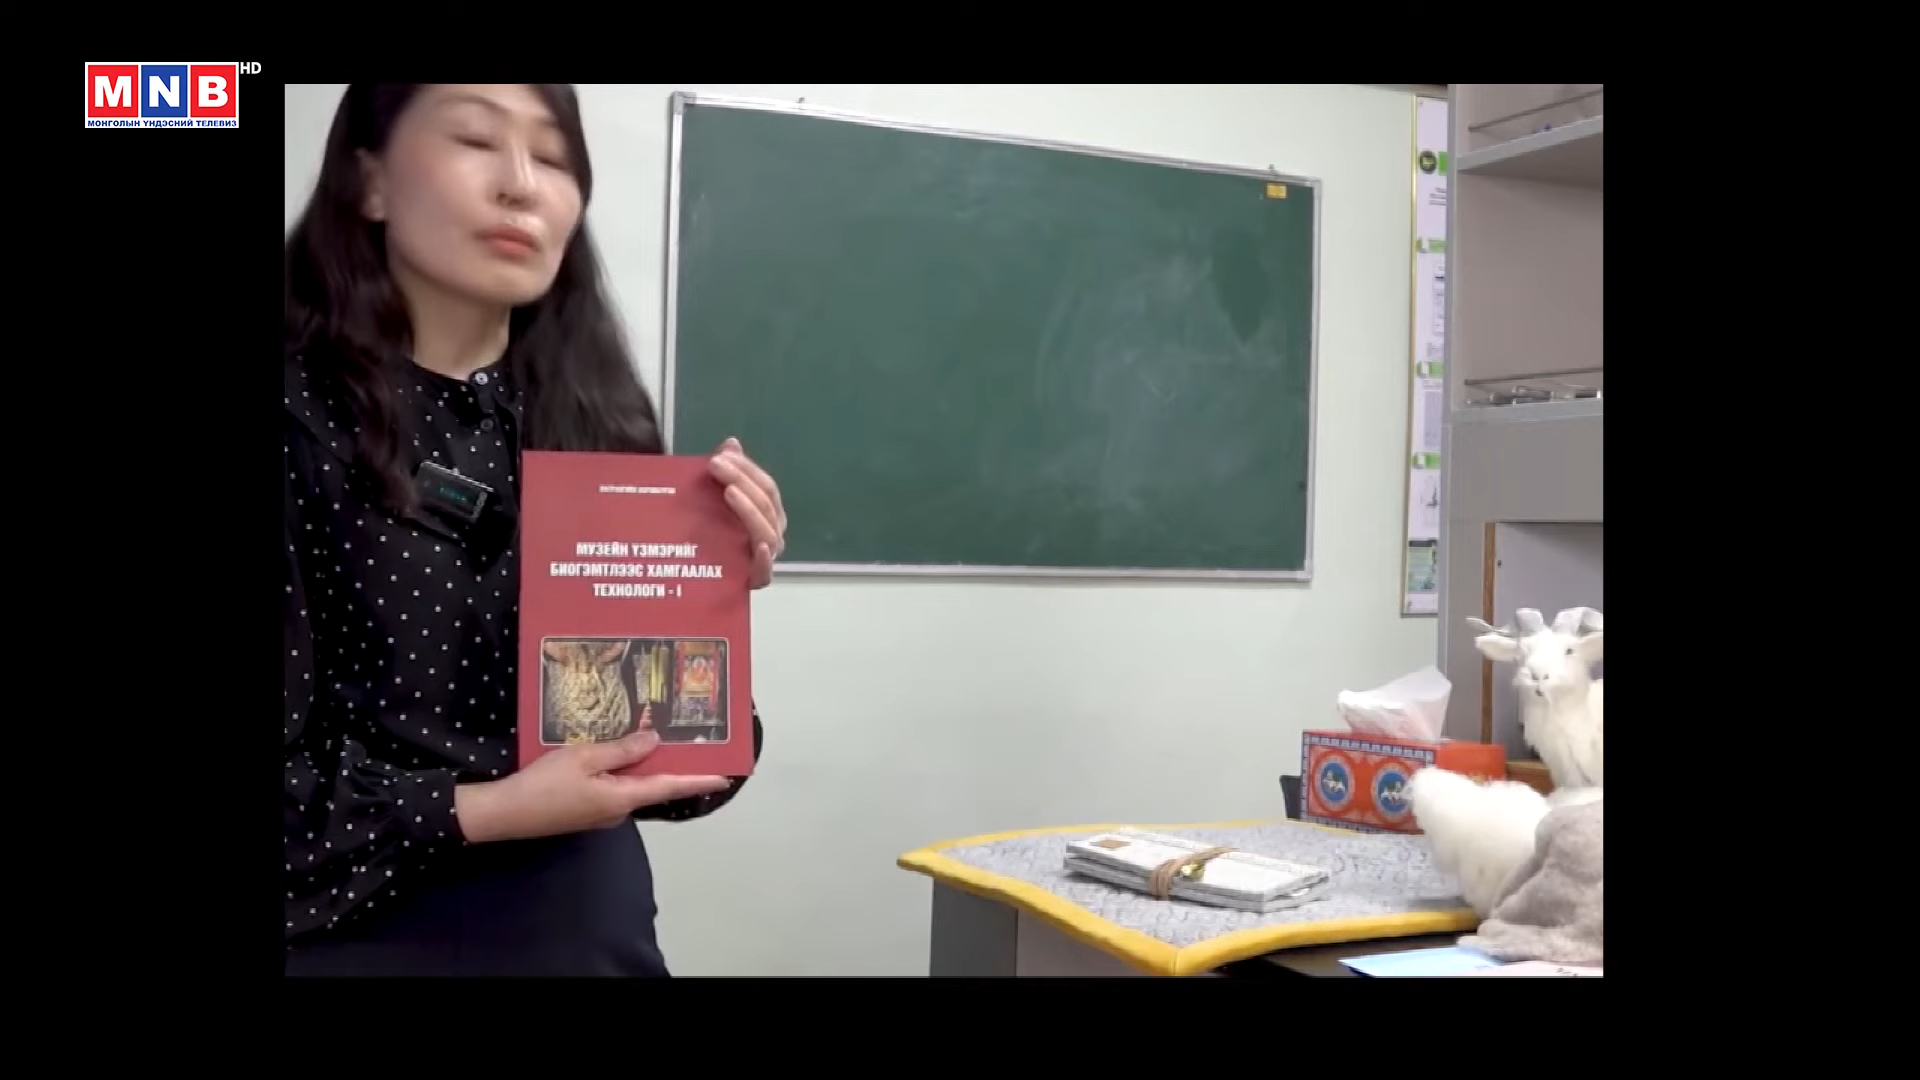 MNB HD
МОНГОЛЫН ҮНДЭСНИЙ ТЕЛЕВИЗ
МУЗЕЙН ҮЗМЭРИЙГ
БИОГЭМТЛЭЭС ХАМГААЛАХ
ТЕХНОЛОГИ - I